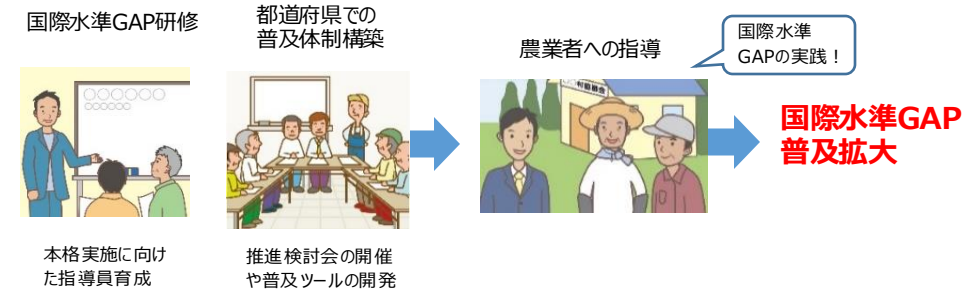 国際水準GAP研修
○○○○○○
○○○○○○
本格実施に向け
た指導員育成
都道府県での
普及体制構築
推進検討会の開催
や普及ツールの開発
農業者への指導
国際水準
GAPの実践！
国際水準GAP
普及拡大